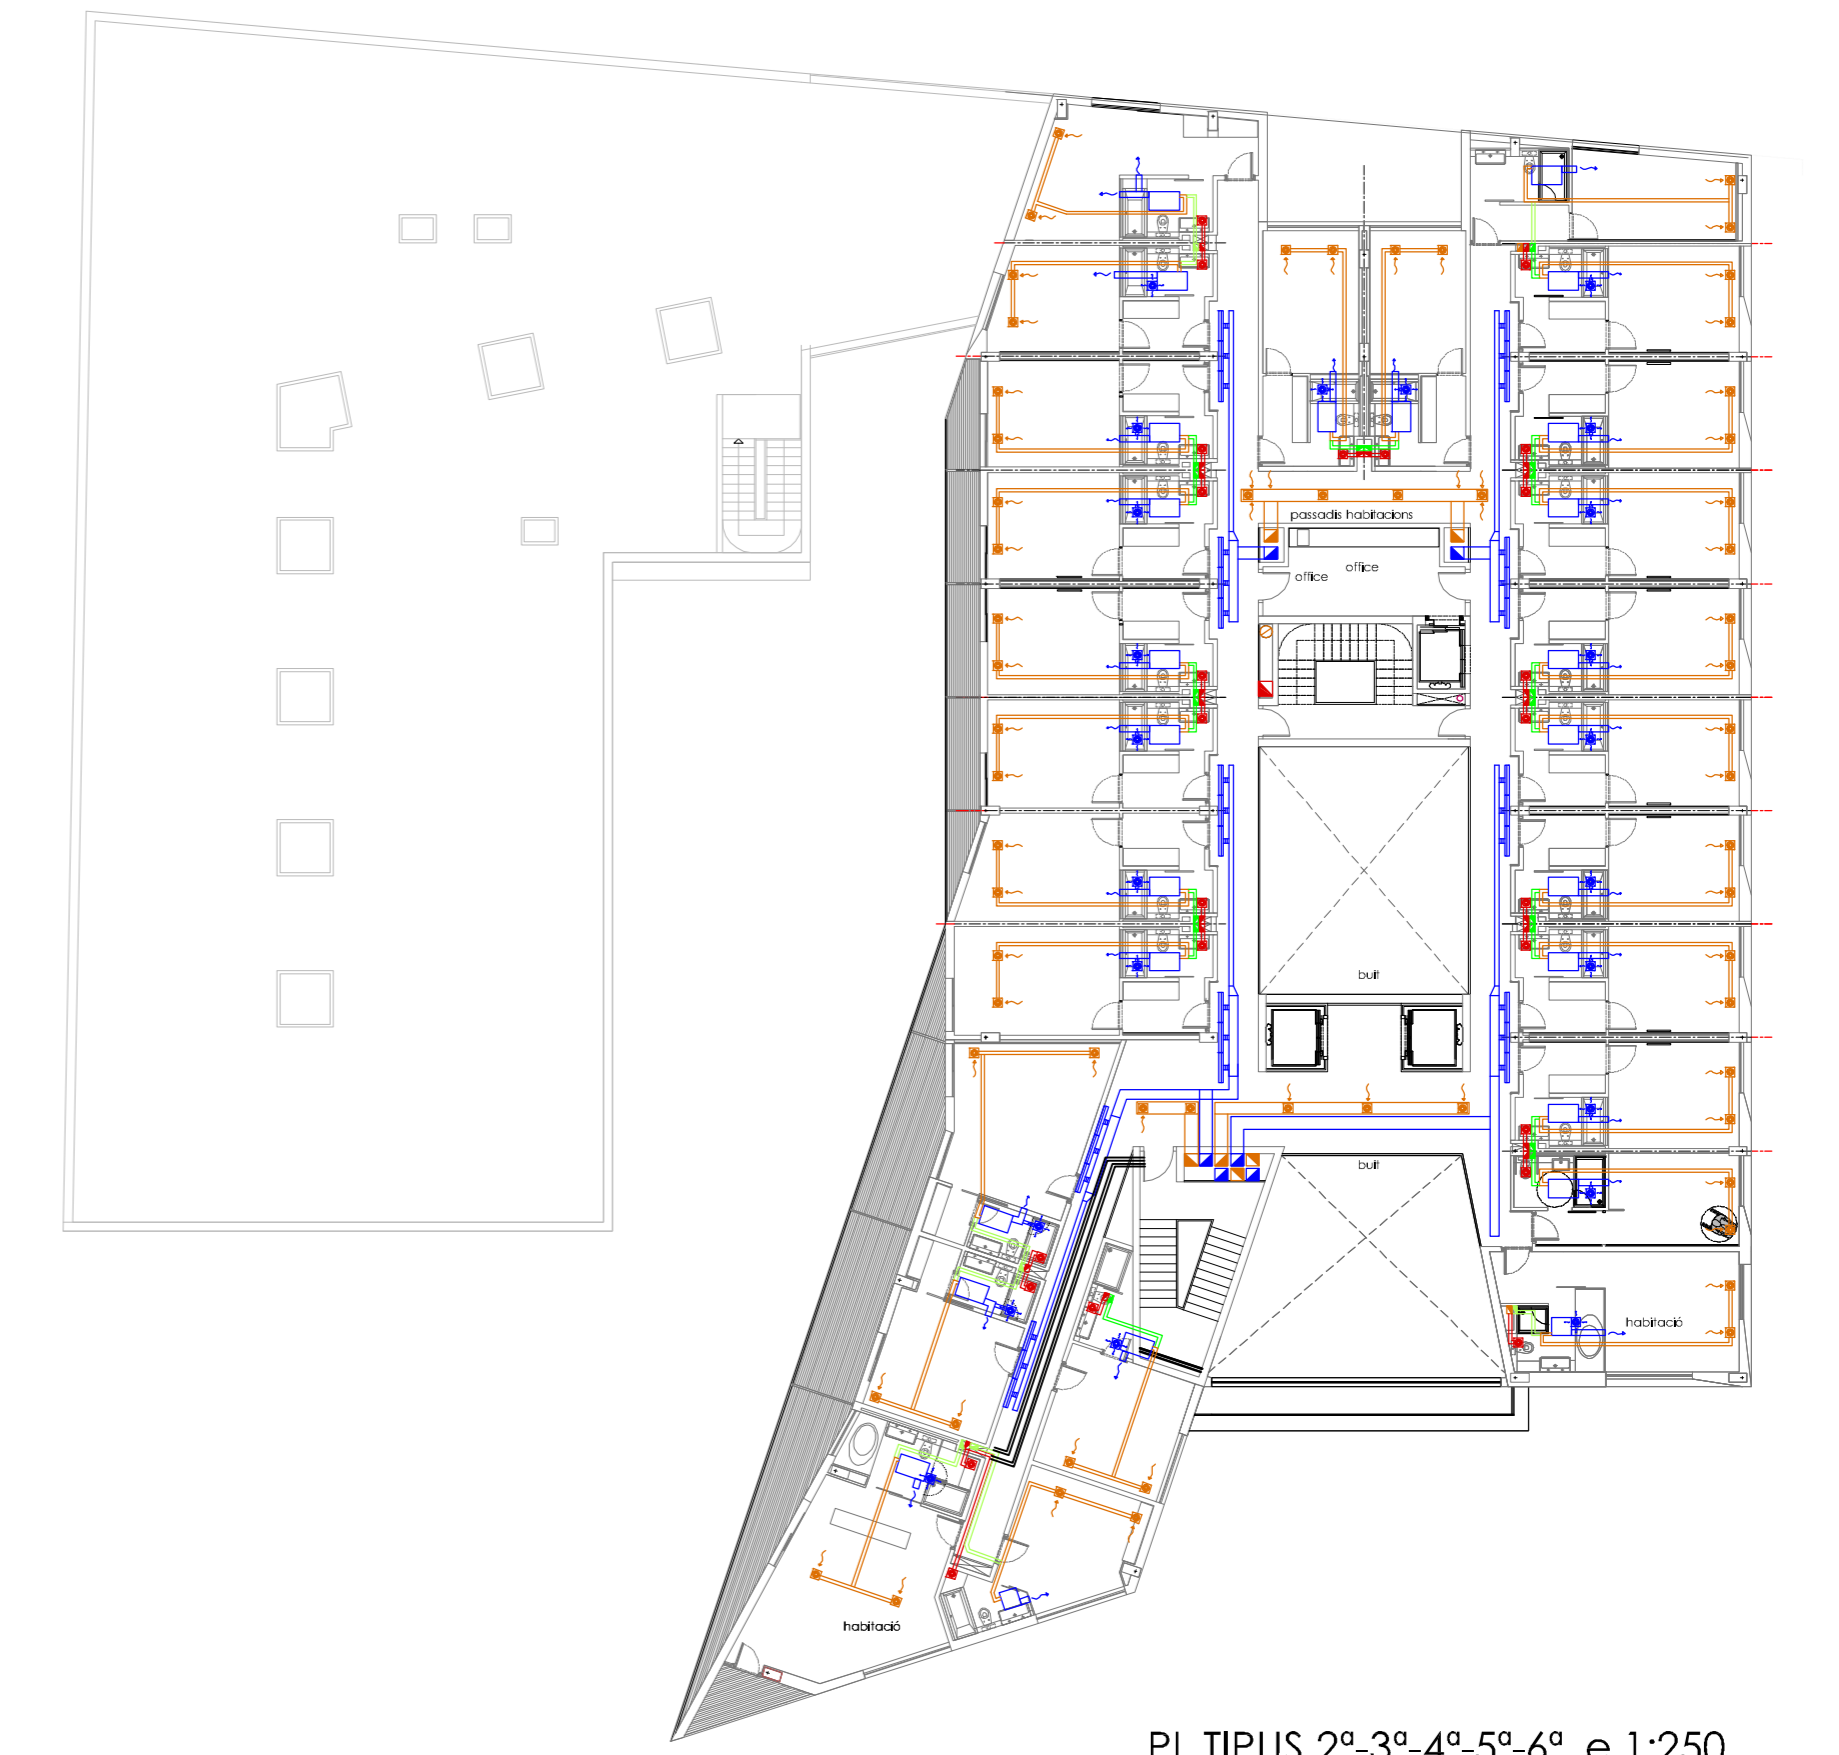 passadís habitacions
office
office
buit
buit
habitació
habitació
PL TIPUS 2ª-3ª-4ª-5ª-6ª e 1:250